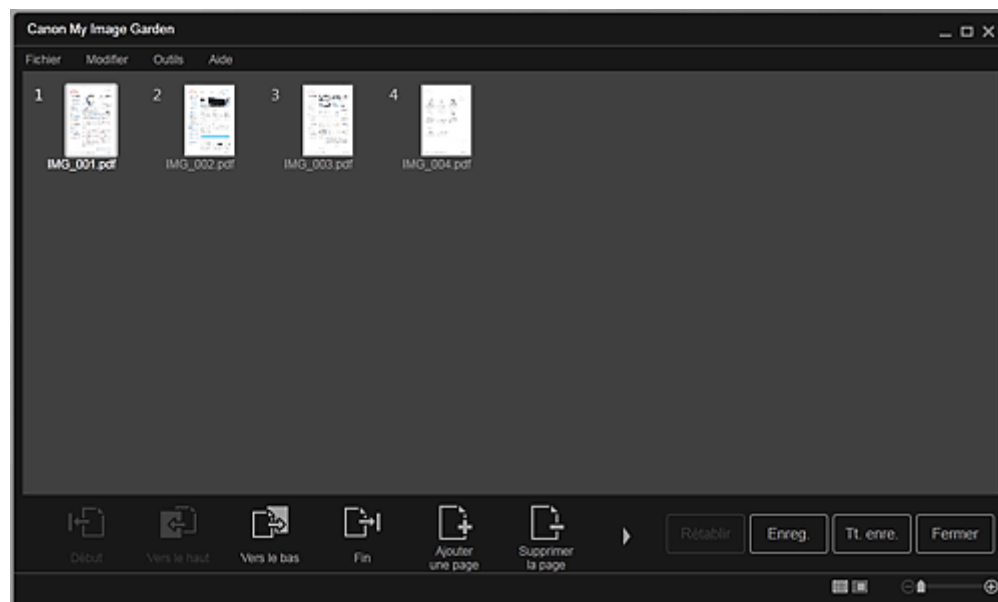 Canon My Image Garden
Fichier Modifier Outils Aide
1 2 3 4
IMG_001.pdf IMG_002.pdf IMG_003.pdf IMG_004.pdf
Début Vers le haut Vers le bas Fin Ajouter une page Supprimer la page Rétablir Enreg. Tt. enre. Fermer